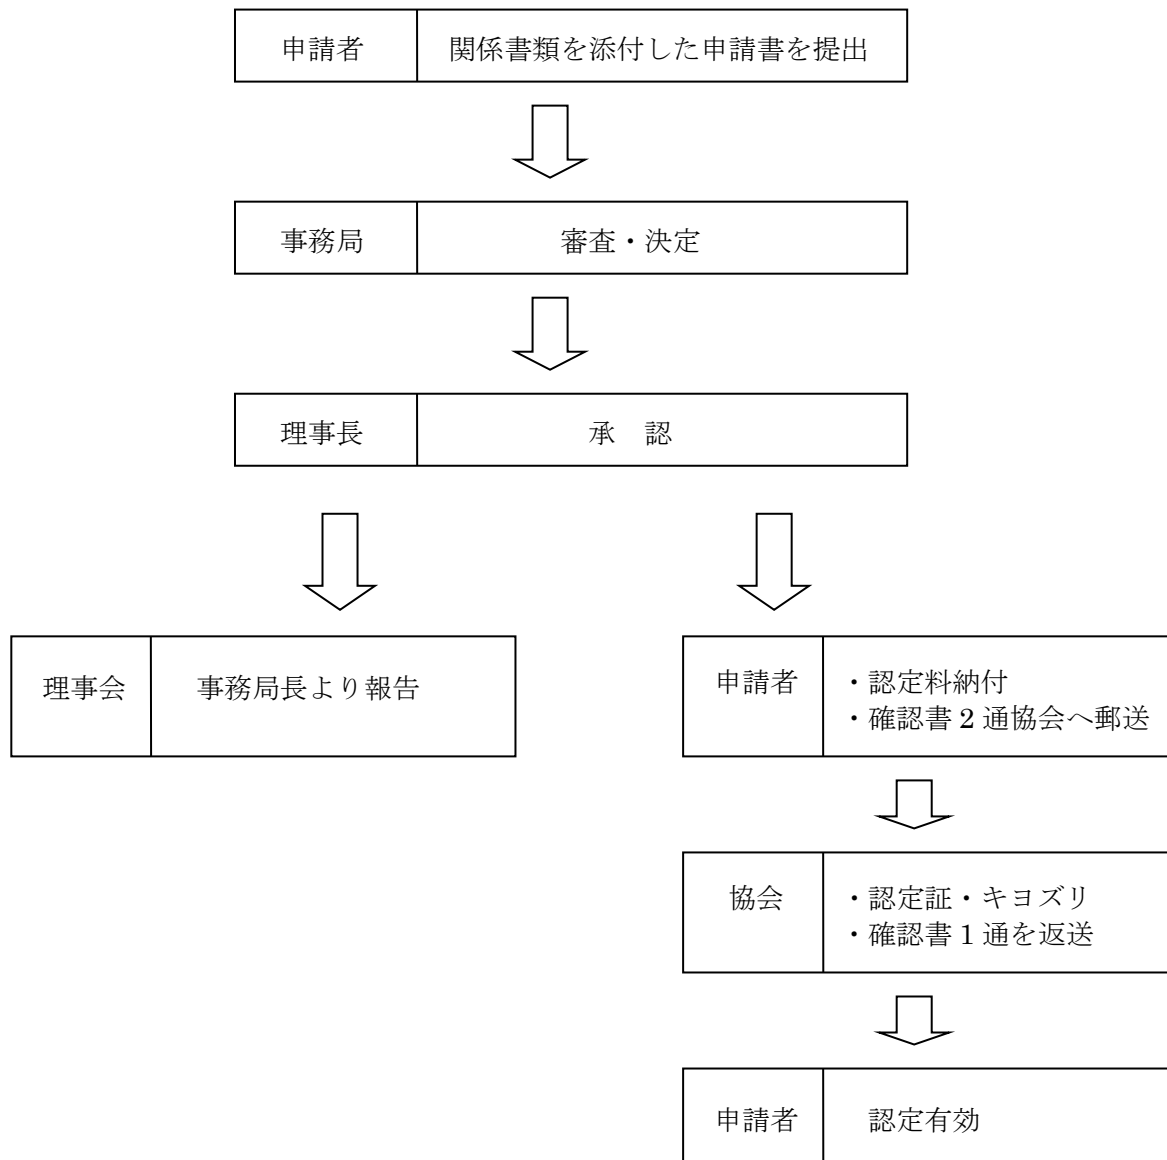 申請者 関係書類を添付した申請書を提出
事務局 審査・決定
理事長 承　認
理事会 事務局長より報告
申請者 ・認定料納付
・確認書 2 通協会へ郵送
協会 ・認定証・キヨズリ
・確認書 1 通を返送
申請者 認定有効